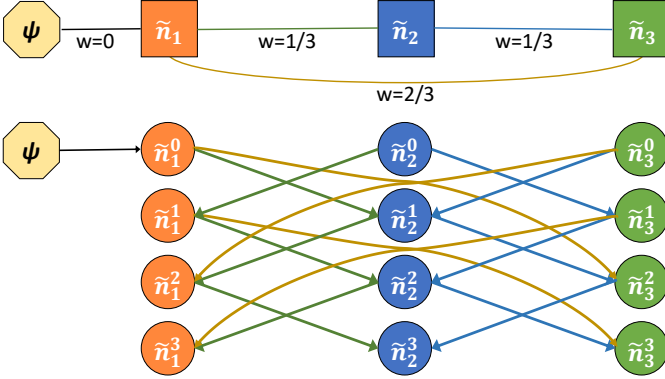 ψ ñ₁ ñ₂ ñ₃
w=0 w=1/3 w=1/3
w=2/3
ψ ñ₁⁰ ñ₂⁰ ñ₃⁰
ñ₁¹ ñ₂¹ ñ₃¹
ñ₁² ñ₂² ñ₃²
ñ₁³ ñ₂³ ñ₃³